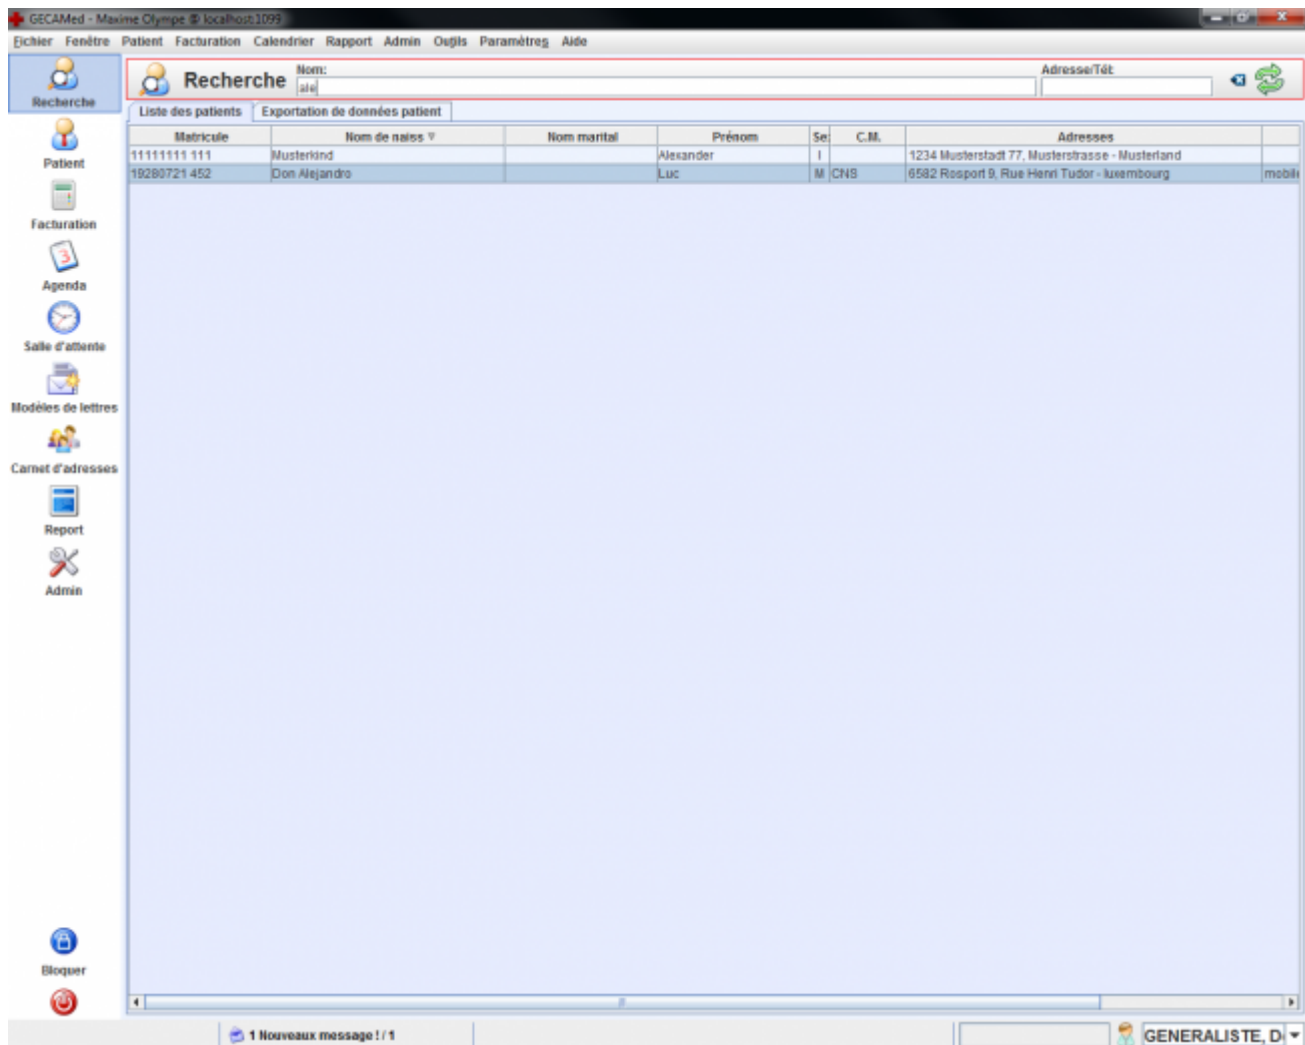 GECAMed - Maxime Olympe @ localhost:1099
Fichier Fenêtre Patient Facturation Calendrier Rapport Admin Outils Paramètres Aide
Recherche
Recherche Nom: ale Adresse/Tél:
Liste des patients Exportation de données patient
Matricule Nom de naiss Nom marital Prénom Se: C.M. Adresses
11111111 111 Musterkind Alexander I 1234 Musterstadt 77, Musterstrasse - Musterland
19280721 452 Don Alejandro Luc M CNS 6582 Rosport 9, Rue Henri Tudor - luxembourg mobile
Patient
Facturation
3
Agenda
Salle d'attente
Modèles de lettres
Carnet d'adresses
Report
Admin
Bloquer
1 Nouveaux message ! / 1
GENERALISTE, D